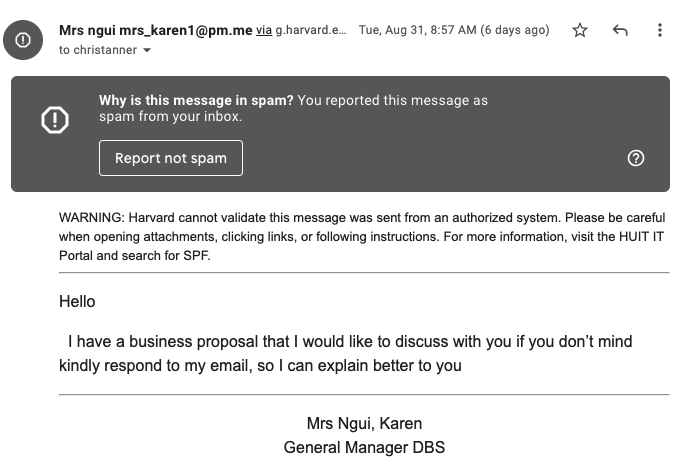 Mrs ngui mrs_karen1@pm.me via g.harvard.e... Tue, Aug 31, 8:57 AM (6 days ago)
to christanner
Why is this message in spam? You reported this message as
spam from your inbox.
Report not spam
WARNING: Harvard cannot validate this message was sent from an authorized system. Please be careful
when opening attachments, clicking links, or following instructions. For more information, visit the HUIT IT
Portal and search for SPF.
Hello
I have a business proposal that I would like to discuss with you if you don’t mind
kindly respond to my email, so I can explain better to you
Mrs Ngui, Karen
General Manager DBS